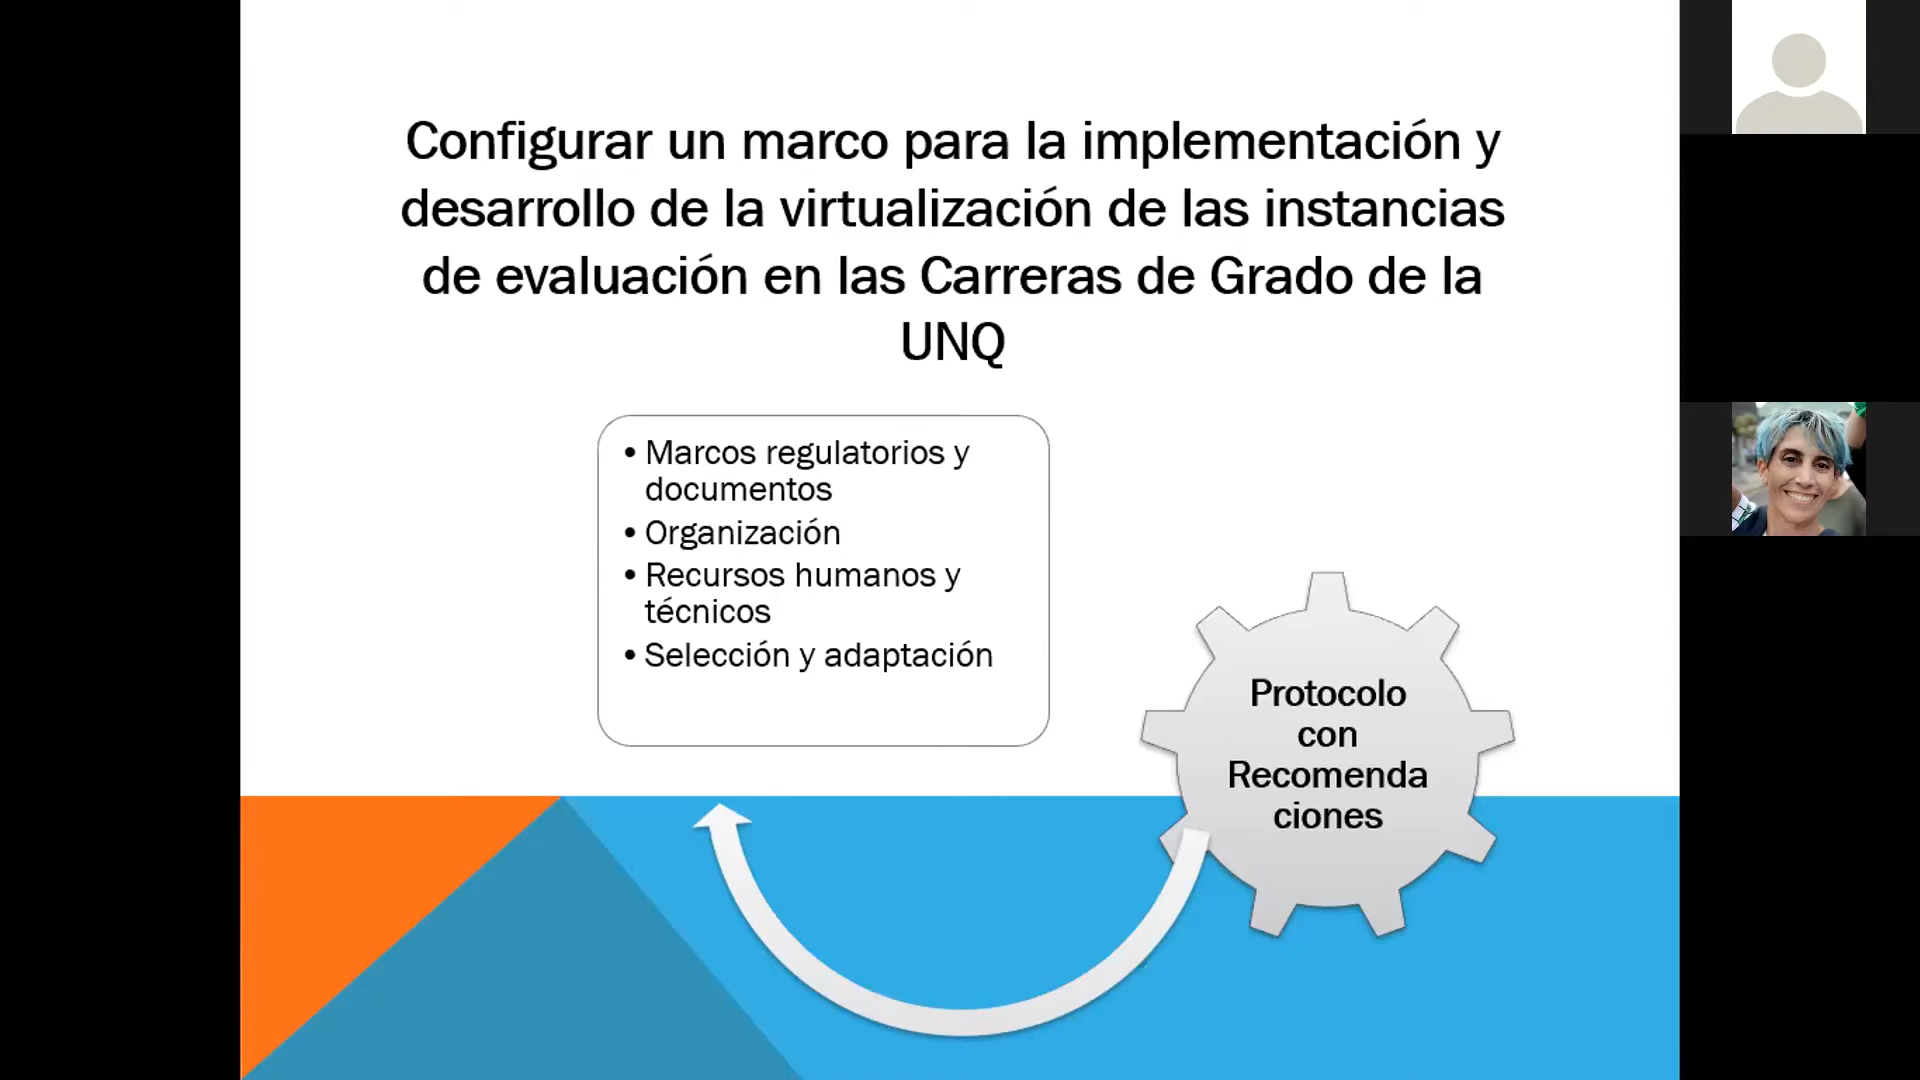 Configurar un marco para la implementación y
desarrollo de la virtualización de las instancias
de evaluación en las Carreras de Grado de la
UNQ
• Marcos regulatorios y
documentos
• Organización
• Recursos humanos y
técnicos
• Selección y adaptación
Protocolo
con
Recomenda
ciones